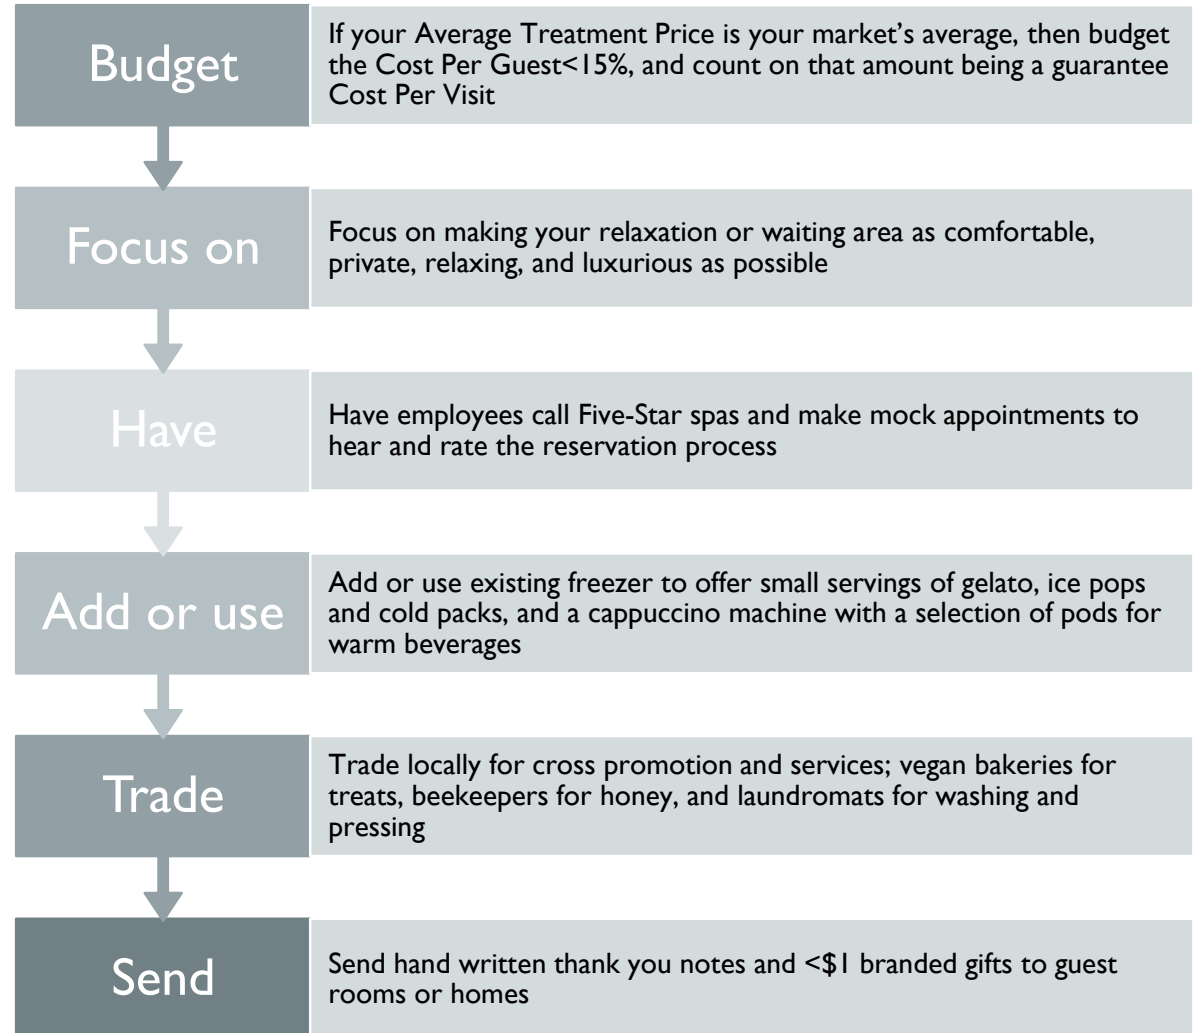 Budget
If your Average Treatment Price is your market's average, then budget
the Cost Per Guest<15%, and count on that amount being a guarantee
Cost Per Visit
Focus on
Focus on making your relaxation or waiting area as comfortable,
private, relaxing, and luxurious as possible
Have
Have employees call Five-Star spas and make mock appointments to
hear and rate the reservation process
Add or use
Add or use existing freezer to offer small servings of gelato, ice pops
and cold packs, and a cappuccino machine with a selection of pods for
warm beverages
Trade
Trade locally for cross promotion and services; vegan bakeries for
treats, beekeepers for honey, and laundromats for washing and
pressing
Send
Send hand written thank you notes and <$1 branded gifts to guest
rooms or homes